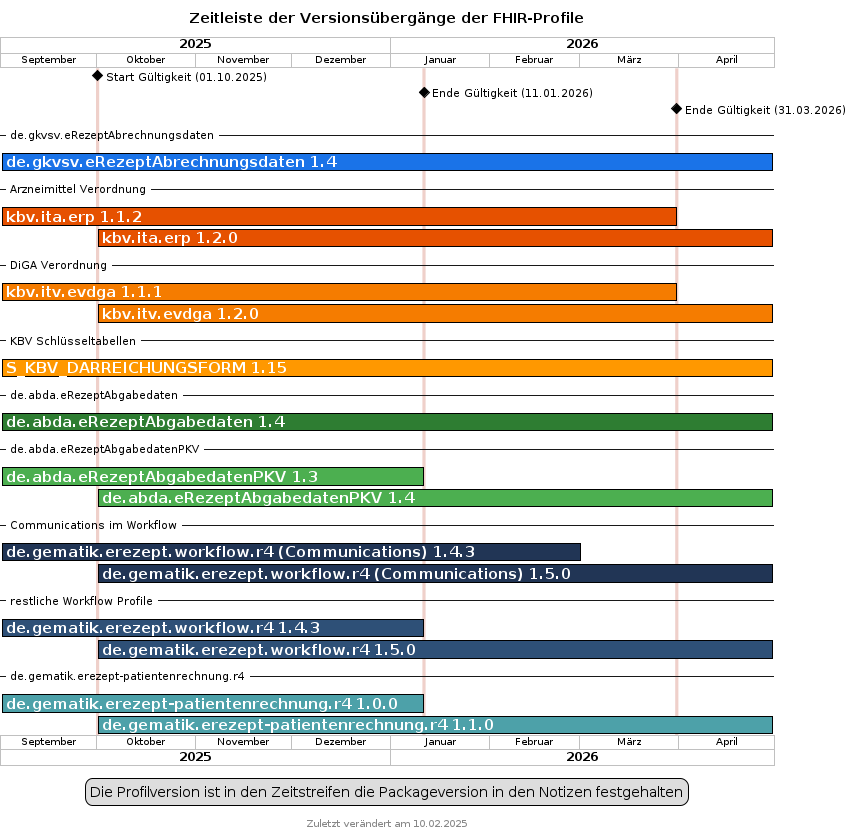 Zeitleiste der Versionsübergänge der FHIR-Profile
2025 2026
September Oktober November Dezember Januar Februar März April
Start Gültigkeit (01.10.2025)
Ende Gültigkeit (11.01.2026)
Ende Gültigkeit (31.03.2026)
de.gkvsv.eRezeptAbrechnungsdaten
de.gkvsv.eRezeptAbrechnungsdaten 1.4
Arzneimittel Verordnung
kbv.ita.erp 1.1.2
kbv.ita.erp 1.2.0
DiGA Verordnung
kbv.itv.evdga 1.1.1
kbv.itv.evdga 1.2.0
KBV Schlüsseltabellen
S_KBV_DARREICHUNGSFORM 1.15
de.abda.eRezeptAbgabedaten
de.abda.eRezeptAbgabedaten 1.4
de.abda.eRezeptAbgabedatenPKV
de.abda.eRezeptAbgabedatenPKV 1.3
de.abda.eRezeptAbgabedatenPKV 1.4
Communications im Workflow
de.gematik.erezept.workflow.r4 (Communications) 1.4.3
de.gematik.erezept.workflow.r4 (Communications) 1.5.0
restliche Workflow Profile
de.gematik.erezept.workflow.r4 1.4.3
de.gematik.erezept.workflow.r4 1.5.0
de.gematik.erezept-patientenrechnung.r4
de.gematik.erezept-patientenrechnung.r4 1.0.0
de.gematik.erezept-patientenrechnung.r4 1.1.0
September Oktober November Dezember Januar Februar März April
2025 2026
Die Profilversion ist in den Zeitstreifen die Packageversion in den Notizen festgehalten
Zuletzt verändert am 10.02.2025